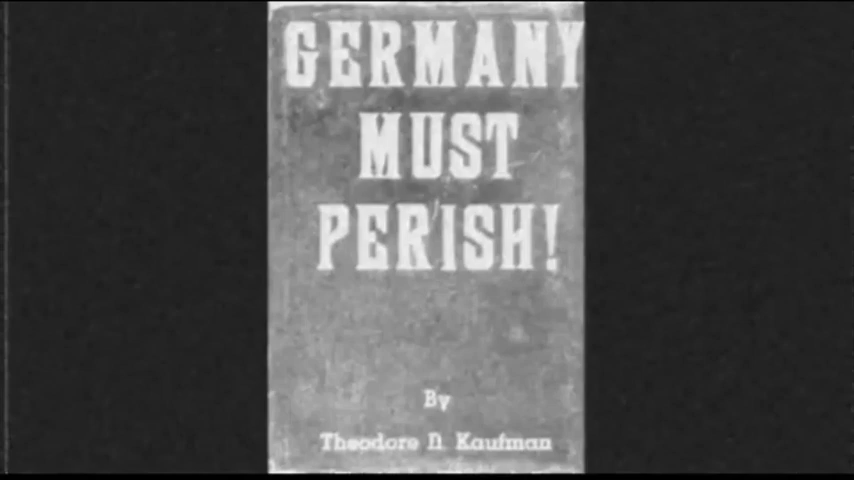 GERMANY
MUST
PERISH!
By
Theodore N. Kaufman